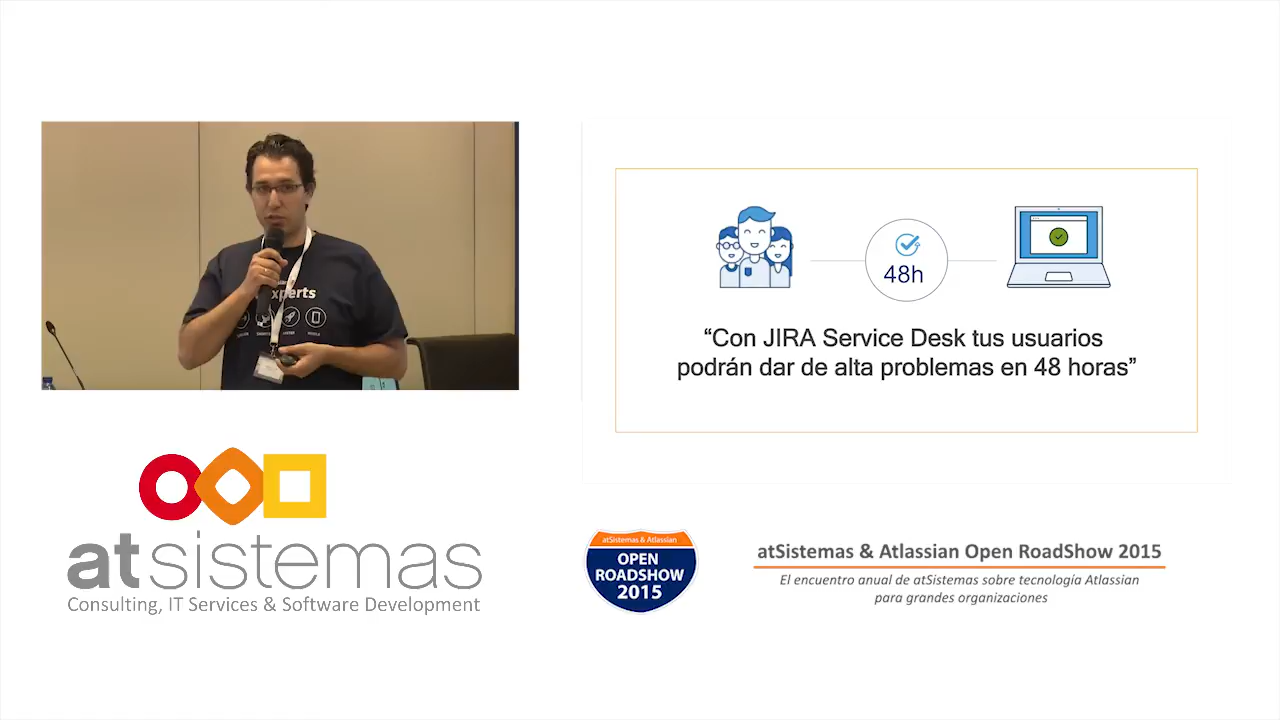 xperts
48h
“Con JIRA Service Desk tus usuarios
podrán dar de alta problemas en 48 horas”
atsistemas
Consulting, IT Services & Software Development
atSistemas & Atlassian
OPEN
ROADSHOW
2015
atSistemas & Atlassian Open RoadShow 2015
El encuentro anual de atSistemas sobre tecnología Atlassian
para grandes organizaciones